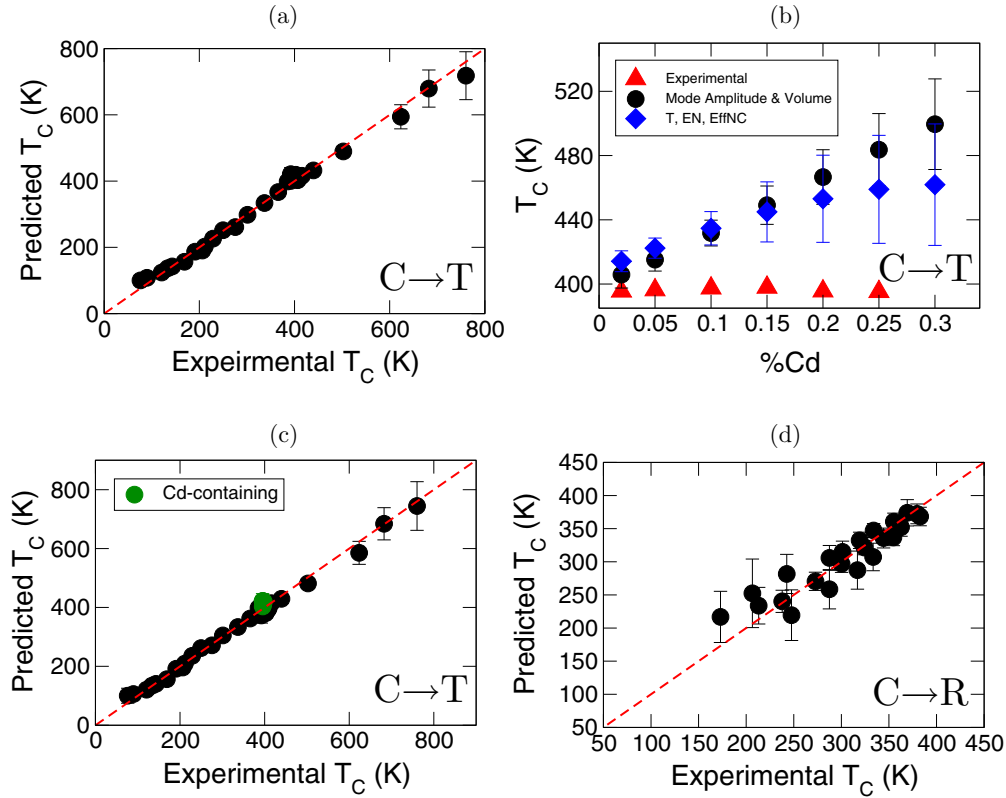 (a)
800
600
400
200
0
Predicted T_C (K)
0 200 400 600 800
Expeirmental T_C (K)
C→T
(b)
520
480
440
400
T_C (K)
Experimental
Mode Amplitude & Volume
T, EN, EffNC
C→T
0 0.05 0.1 0.15 0.2 0.25 0.3
%Cd
(c)
800
600
400
200
0
Predicted T_C (K)
Cd-containing
C→T
0 200 400 600 800
Experimental T_C (K)
(d)
450
400
350
300
250
200
150
100
50
Predicted T_C (K)
C→R
50 100 150 200 250 300 350 400 450
Experimental T_C (K)